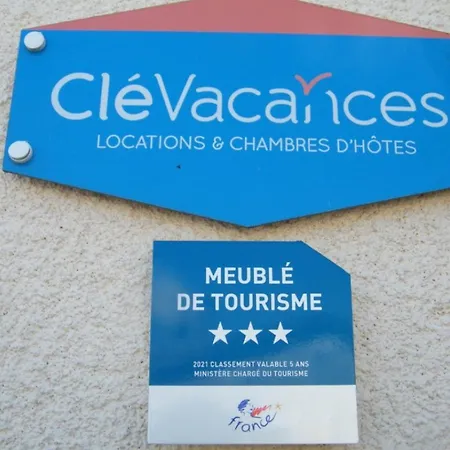 CléVacances
LOCATIONS & CHAMBRES D'HÔTES
MEUBLÉ
DE TOURISME
★★★
2021 CLASSEMENT VALABLE 5 ANS
MINISTÈRE CHARGÉ DU TOURISME
france